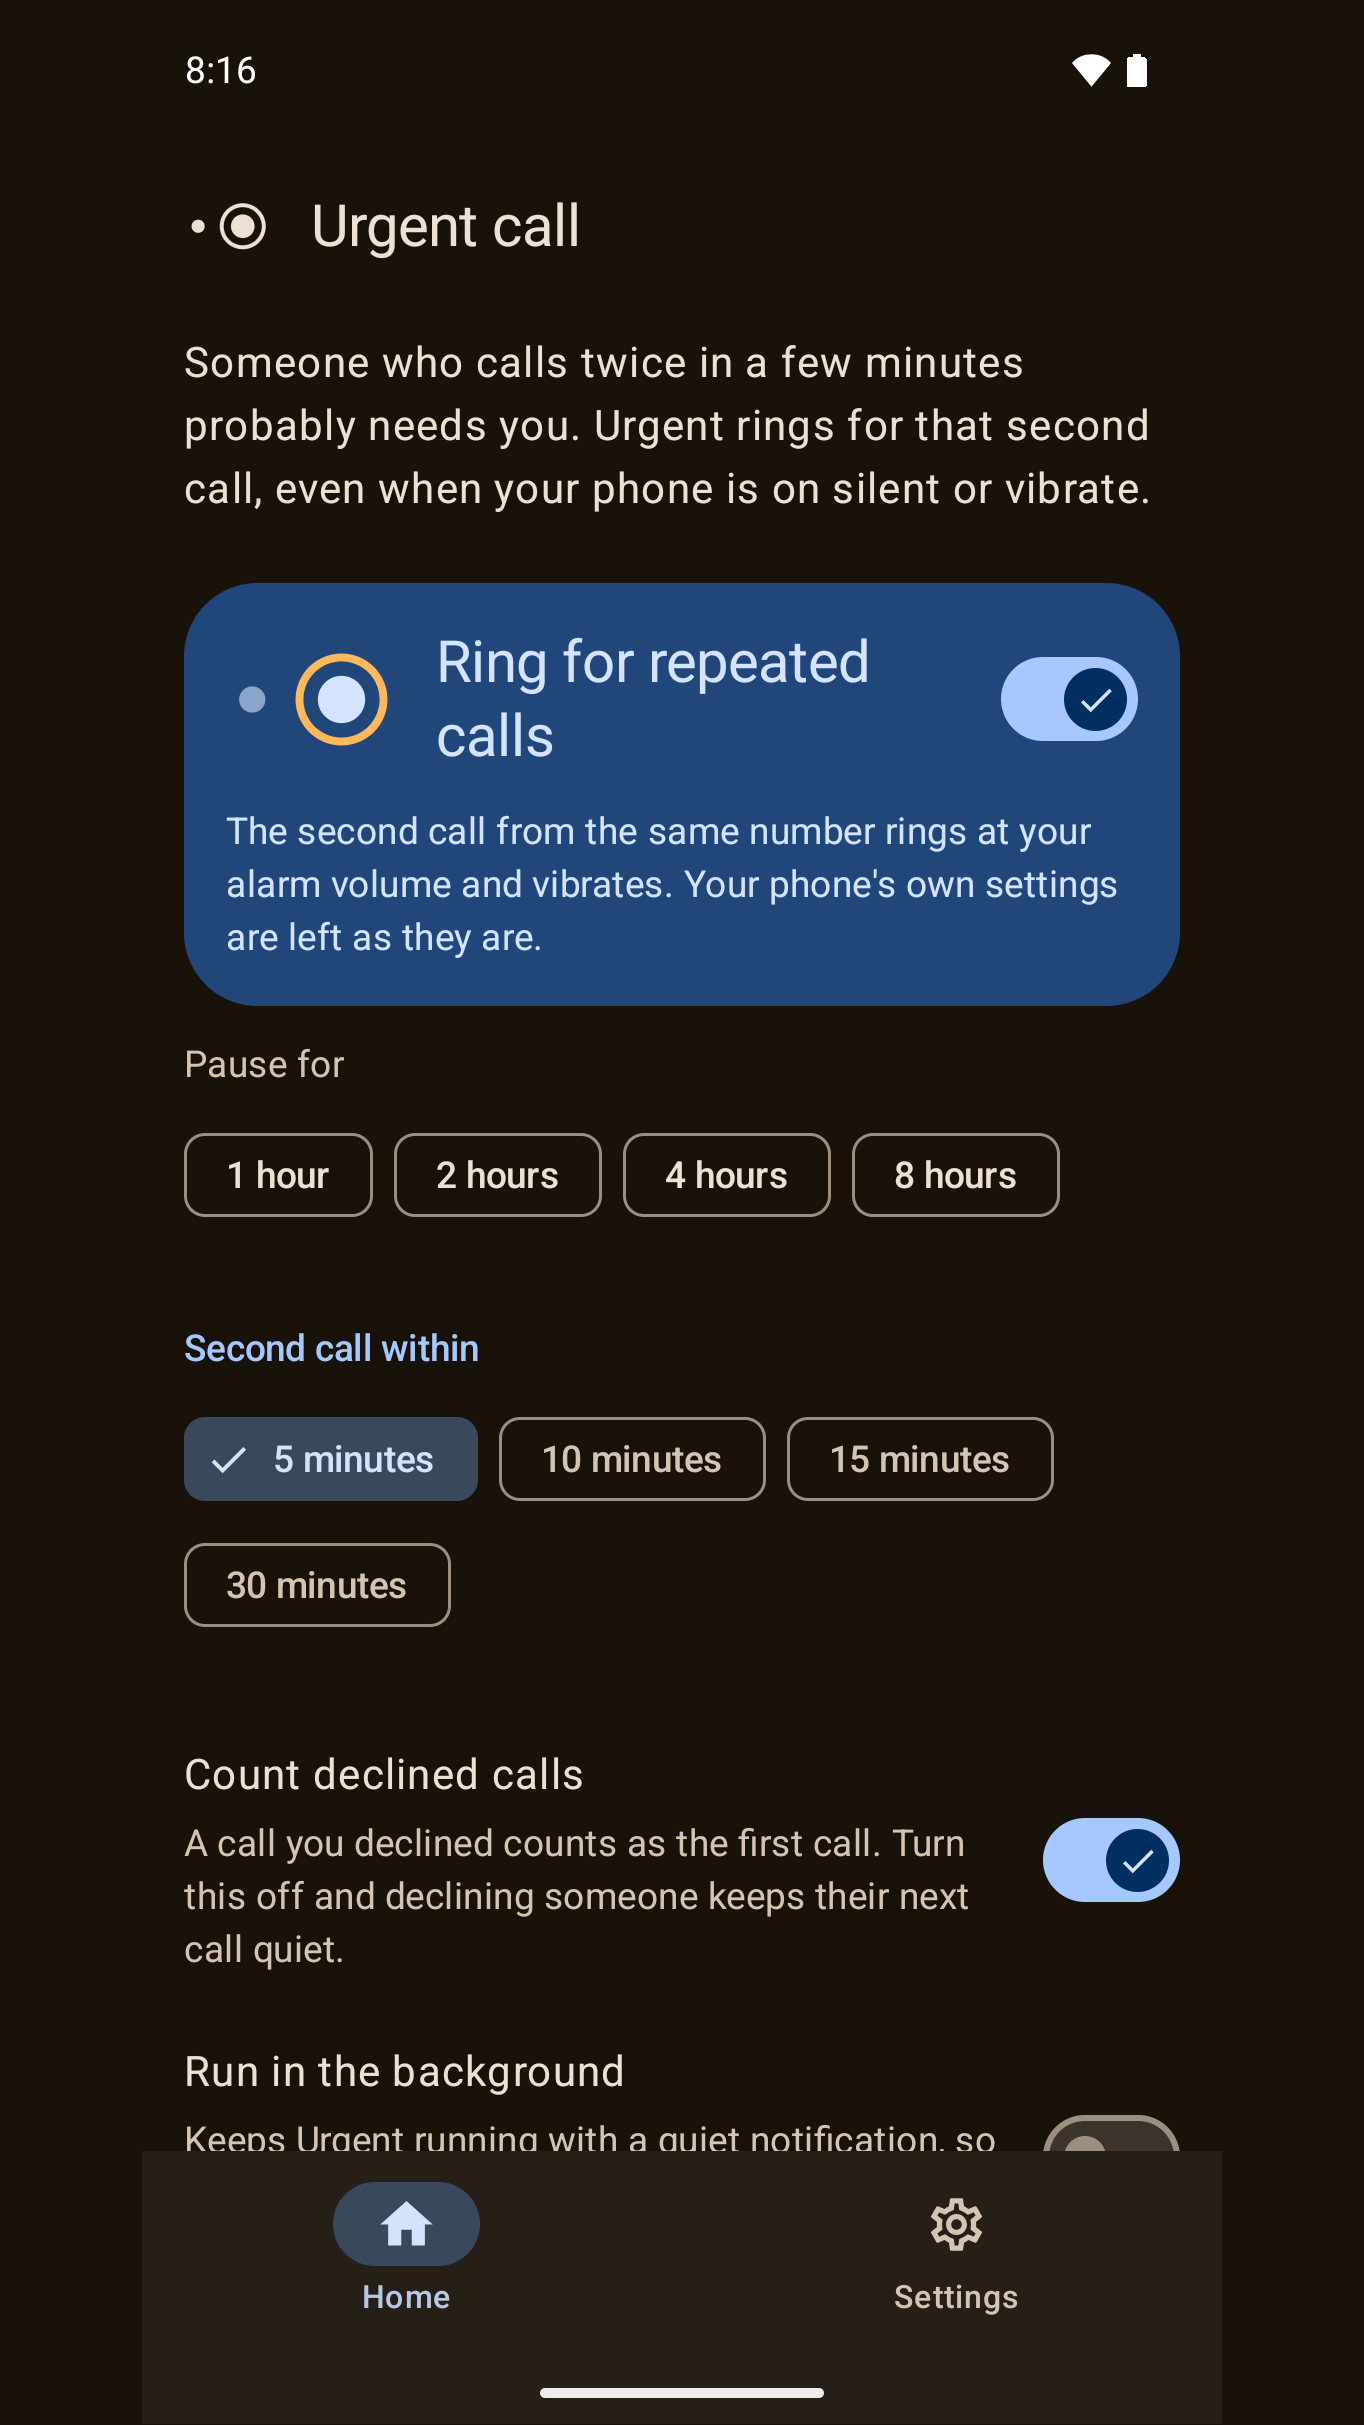 8:16
Urgent call
Someone who calls twice in a few minutes
probably needs you. Urgent rings for that second
call, even when your phone is on silent or vibrate.
Ring for repeated
calls
The second call from the same number rings at your
alarm volume and vibrates. Your phone's own settings
are left as they are.
Pause for
1 hour
2 hours
4 hours
8 hours
Second call within
5 minutes
10 minutes
15 minutes
30 minutes
Count declined calls
A call you declined counts as the first call. Turn
this off and declining someone keeps their next
call quiet.
Run in the background
Keeps Urgent running with a quiet notification, so
Home
Settings